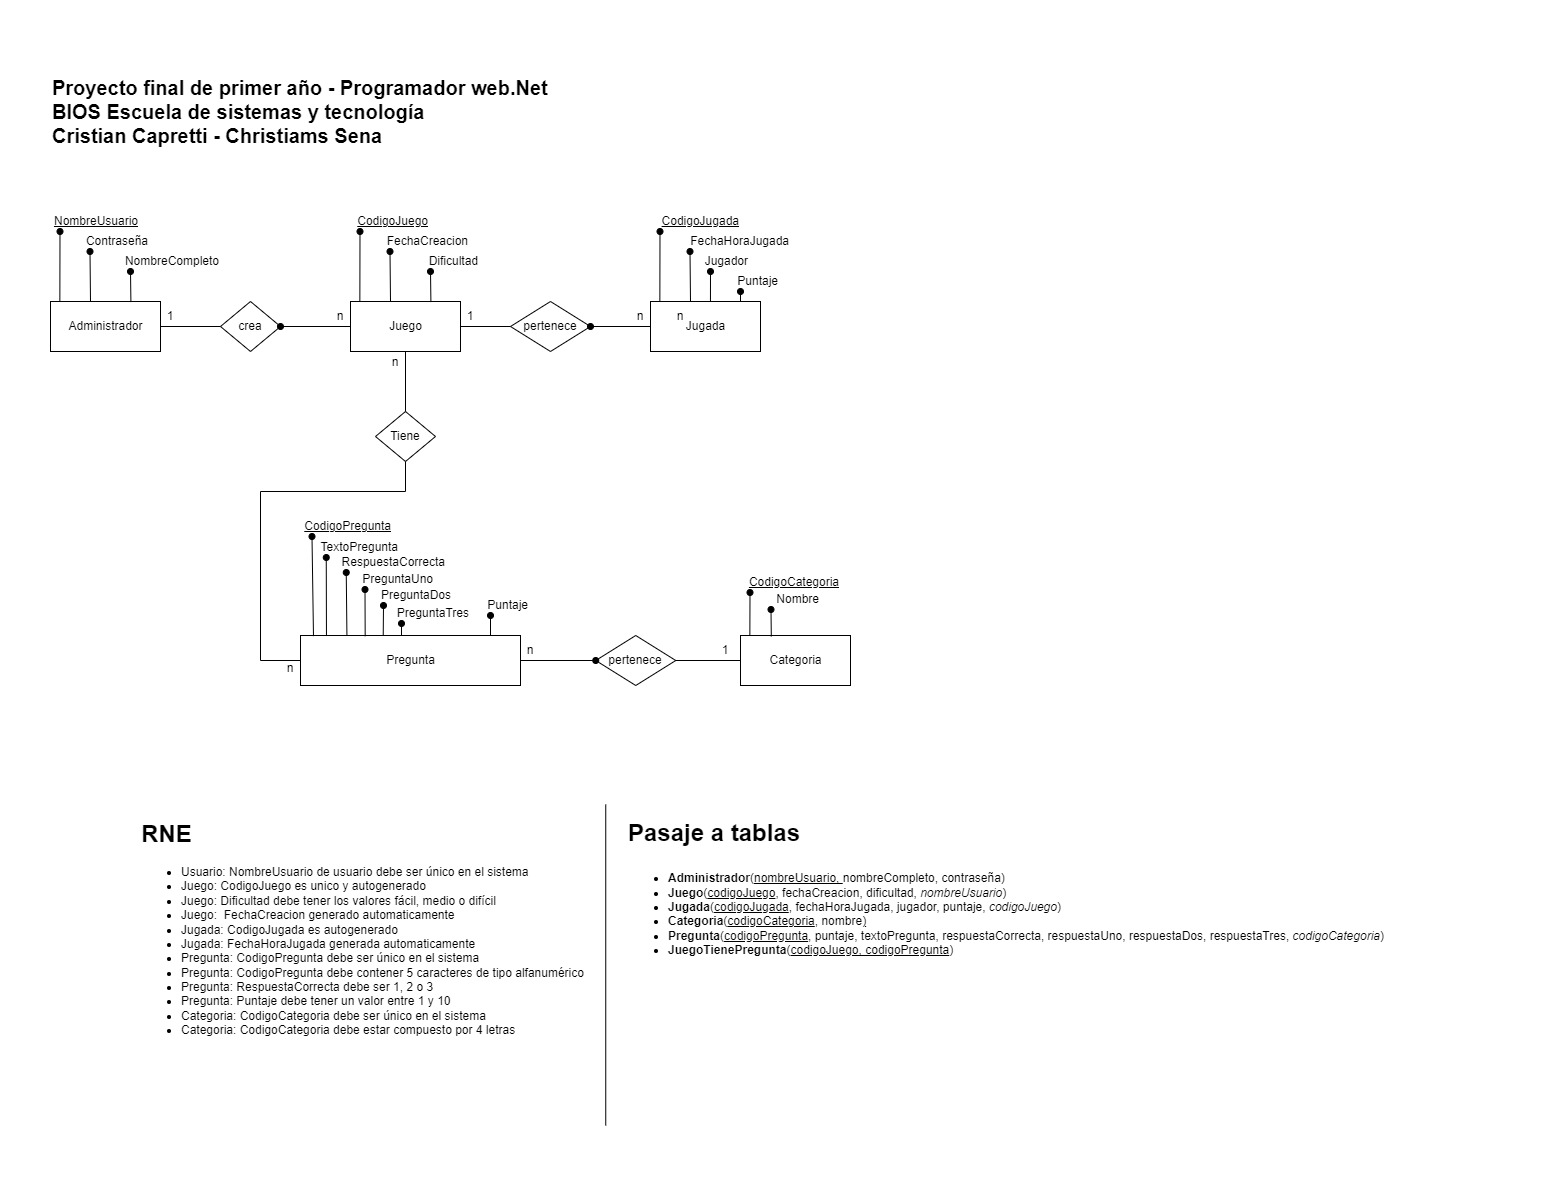 Proyecto final de primer año - Programador web.Net
BIOS Escuela de sistemas y tecnología
Cristian Capretti - Christiams Sena
NombreUsuario
Contraseña
NombreCompleto
Administrador
1
crea
n
CodigoJuego
FechaCreacion
Dificultad
Juego
1
pertenece
n
CodigoJugada
FechaHoraJugada
Jugador
Puntaje
n
Jugada
n
Tiene
n
CodigoPregunta
TextoPregunta
RespuestaCorrecta
PreguntaUno
PreguntaDos
PreguntaTres
Puntaje
Pregunta
n
pertenece
1
CodigoCategoria
Nombre
Categoria
RNE
Usuario: NombreUsuario de usuario debe ser único en el sistema
Juego: CodigoJuego es unico y autogenerado
Juego: Dificultad debe tener los valores fácil, medio o difícil
Juego:  FechaCreacion generado automaticamente
Jugada: CodigoJugada es autogenerado
Jugada: FechaHoraJugada generada automaticamente
Pregunta: CodigoPregunta debe ser único en el sistema
Pregunta: CodigoPregunta debe contener 5 caracteres de tipo alfanumérico
Pregunta: RespuestaCorrecta debe ser 1, 2 o 3
Pregunta: Puntaje debe tener un valor entre 1 y 10
Categoria: CodigoCategoria debe ser único en el sistema
Categoria: CodigoCategoria debe estar compuesto por 4 letras
Pasaje a tablas
Administrador(nombreUsuario, nombreCompleto, contraseña)
Juego(codigoJuego, fechaCreacion, dificultad, nombreUsuario)
Jugada(codigoJugada, fechaHoraJugada, jugador, puntaje, codigoJuego)
Categoria(codigoCategoria, nombre)
Pregunta(codigoPregunta, puntaje, textoPregunta, respuestaCorrecta, respuestaUno, respuestaDos, respuestaTres, codigoCategoria)
JuegoTienePregunta(codigoJuego, codigoPregunta)